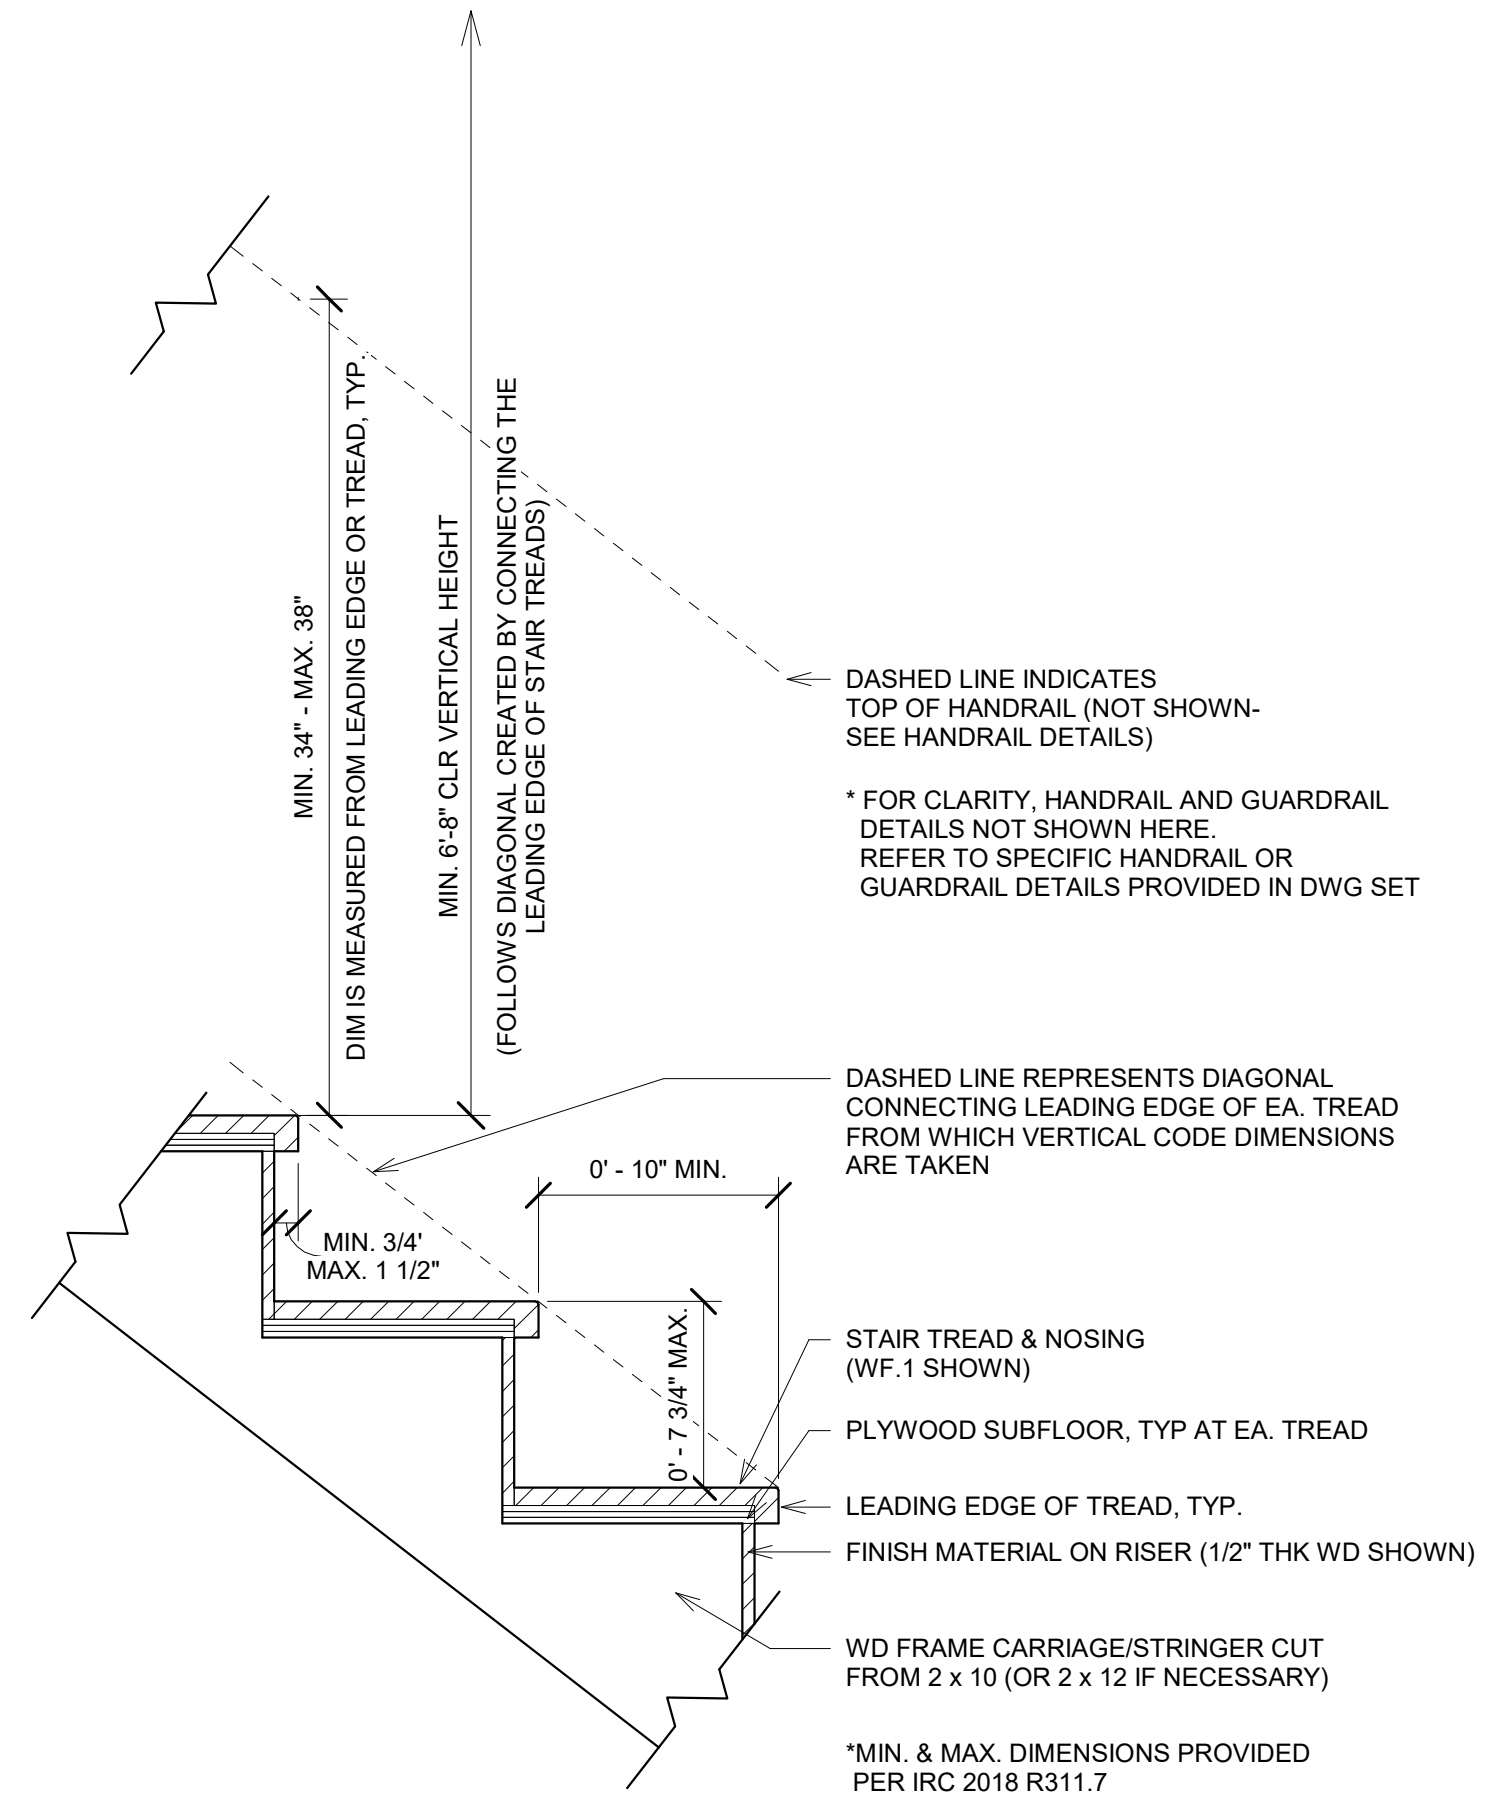 MIN. 34" - MAX. 38"
DIM IS MEASURED FROM LEADING EDGE OR TREAD, TYP.
MIN. 6'-8" CLR VERTICAL HEIGHT
(FOLLOWS DIAGONAL CREATED BY CONNECTING THE
LEADING EDGE OF STAIR TREADS)
DASHED LINE INDICATES
TOP OF HANDRAIL (NOT SHOWN-
SEE HANDRAIL DETAILS)
* FOR CLARITY, HANDRAIL AND GUARDRAIL
DETAILS NOT SHOWN HERE.
REFER TO SPECIFIC HANDRAIL OR
GUARDRAIL DETAILS PROVIDED IN DWG SET
DASHED LINE REPRESENTS DIAGONAL
CONNECTING LEADING EDGE OF EA. TREAD
FROM WHICH VERTICAL CODE DIMENSIONS
ARE TAKEN
0' - 10" MIN.
MIN. 3/4'
MAX. 1 1/2"
0' - 7 3/4" MAX.
STAIR TREAD & NOSING
(WF.1 SHOWN)
PLYWOOD SUBFLOOR, TYP AT EA. TREAD
LEADING EDGE OF TREAD, TYP.
FINISH MATERIAL ON RISER (1/2" THK WD SHOWN)
WD FRAME CARRIAGE/STRINGER CUT
FROM 2 x 10 (OR 2 x 12 IF NECESSARY)
*MIN. & MAX. DIMENSIONS PROVIDED
PER IRC 2018 R311.7